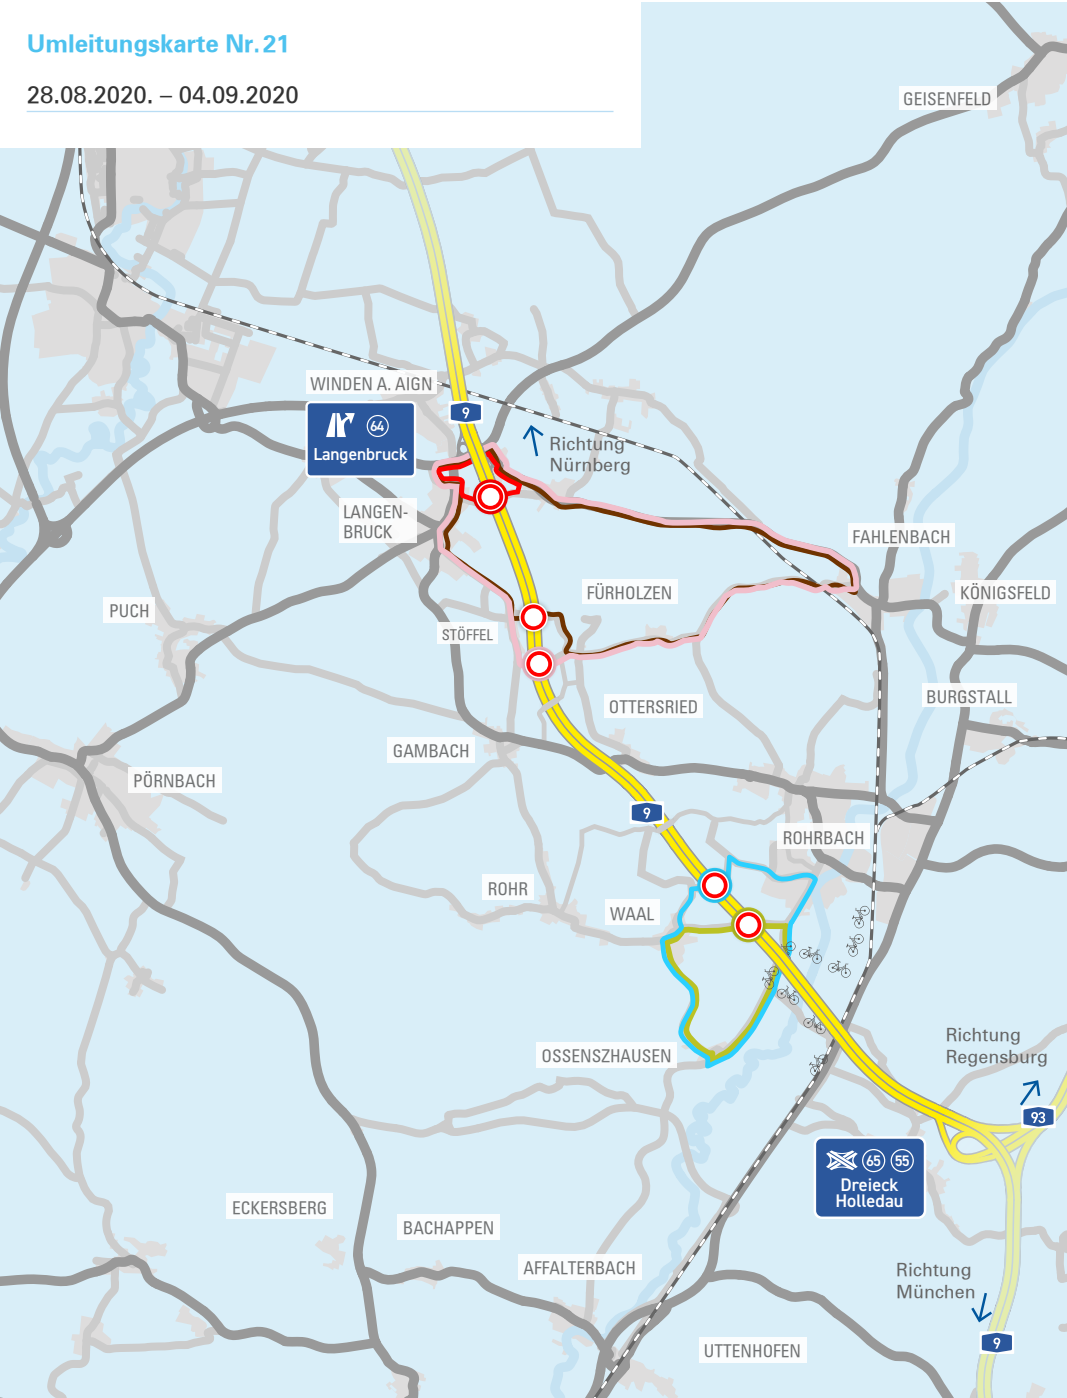 Umleitungskarte Nr. 21
28.08.2020. – 04.09.2020
GEISENFELD
WINDEN A. AIGN
9
64
Langenbruck
Richtung
Nürnberg
LANGEN-
BRUCK
FAHLENBACH
FÜRHOLZEN
KÖNIGSFELD
PUCH
STÖFFEL
BURGSTALL
OTTERSRIED
GAMBACH
PÖRNBACH
9
ROHRBACH
ROHR
WAAL
OSSENSZHAUSEN
Richtung
Regensburg
93
65 55
Dreieck
Holledau
ECKERSBERG
BACHAPPEN
AFFALTERBACH
Richtung
München
9
UTTENHOFEN